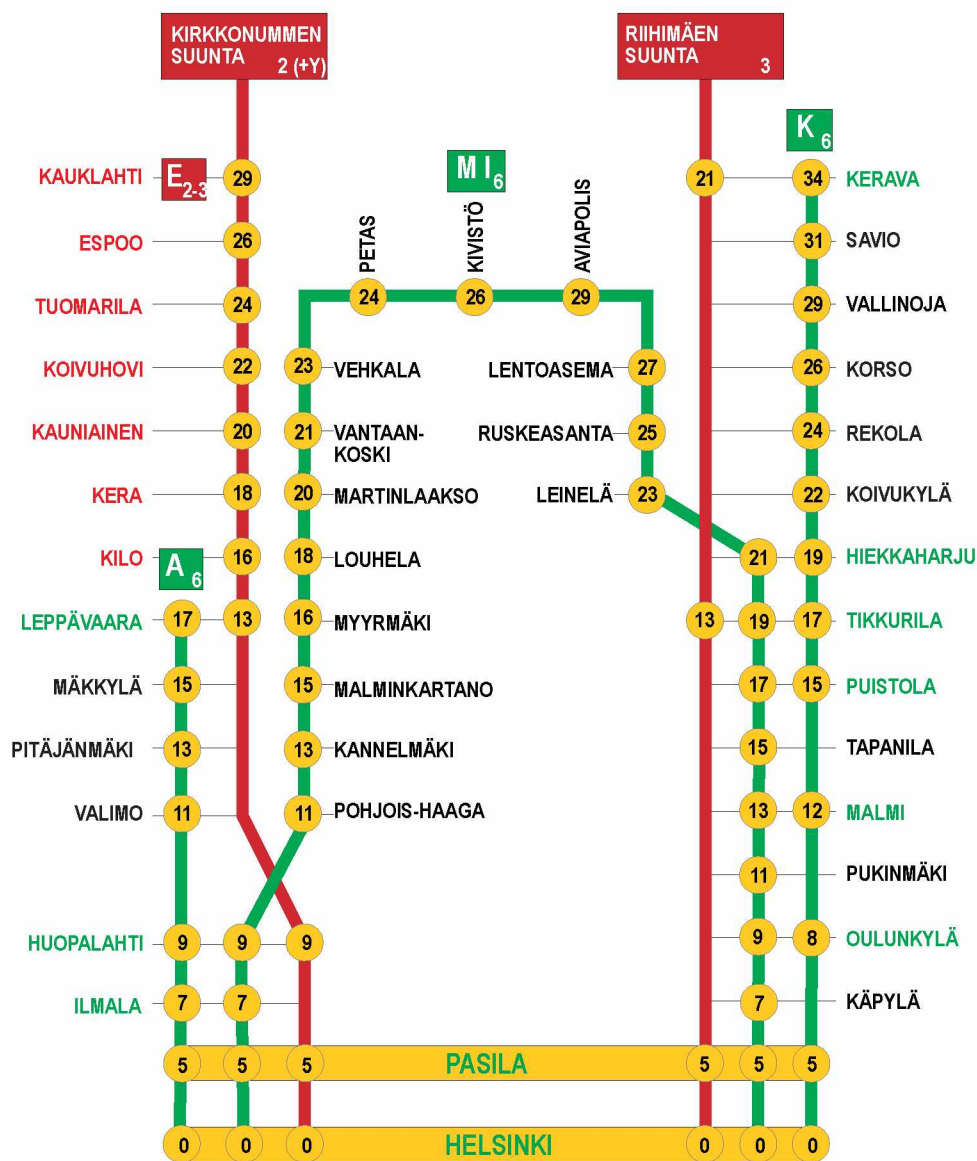 KIRKKONUMMEN
SUUNTA 2 (+Y)
RIIHIMÄEN
SUUNTA 3
K 6
KAUKLAHTI E 2-3 29
M I 6
21 34 KERAVA
ESPOO 26
PETAS
KIVISTÖ
AVIAPOLIS
31 SAVIO
TUOMARILA 24
24 26 29
29 VALLINOJA
KOIVUHOVI 22
23 VEHKALA
LENTOASEMA 27
26 KORSO
KAUNIAINEN 20
21 VANTAAN-
KOSKI
RUSKEASANTA 25
24 REKOLA
KERA 18
20 MARTINLAAKSO
LEINELÄ 23
22 KOIVUKYLÄ
KILO 16
A 6
18 LOUHELA
21 19 HIEKKAHARJU
LEPPÄVAARA 17 13
16 MYYRMÄKI
13 19 17 TIKKURILA
MÄKKYLÄ 15
15 MALMINKARTANO
17 15 PUISTOLA
PITÄJÄNMÄKI 13
13 KANNELMÄKI
15 TAPANILA
VALIMO 11
11 POHJOIS-HAAGA
13 12 MALMI
11 PUKINMÄKI
HUOPALAHTI 9 9 9
9 8 OULUNKYLÄ
ILMALA 7 7
7 KÄPYLÄ
5 5 5 PASILA 5 5 5
0 0 0 HELSINKI 0 0 0